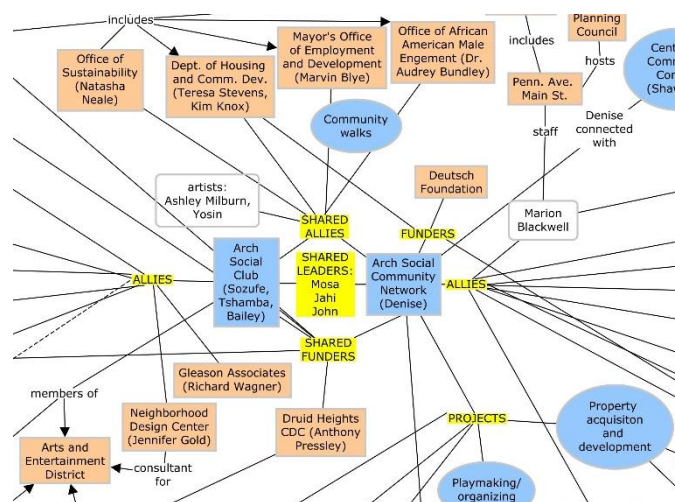 includes
Office of
Sustainability
(Natasha
Neale)
Dept. of Housing
and Comm. Dev.
(Teresa Stevens,
Kim Knox)
Mayor's Office
of Employment
and Development
(Marvin Blye)
Office of African
American Male
Engement (Dr.
Audrey Bundley)
includes
Planning
Council
hosts
Penn. Ave.
Main St.
Community
walks
Denise
connected
with
staff
artists:
Ashley Milburn,
Yosin
Deutsch
Foundation
Marion
Blackwell
SHARED
ALLIES
FUNDERS
ALLIES
Arch
Social
Club
(Sozufe,
Tshamba,
Bailey)
SHARED
LEADERS:
Mosa
Jahi
John
Arch Social
Community
Network
(Denise)
ALLIES
SHARED
FUNDERS
Gleason Associates
(Richard Wagner)
members of
Neighborhood
Design Center
(Jennifer Gold)
Druid Heights
CDC (Anthony
Pressley)
PROJECTS
Property
acquisiton
and
development
Arts and
Entertainment
District
consultant
for
Playmaking/
organizing